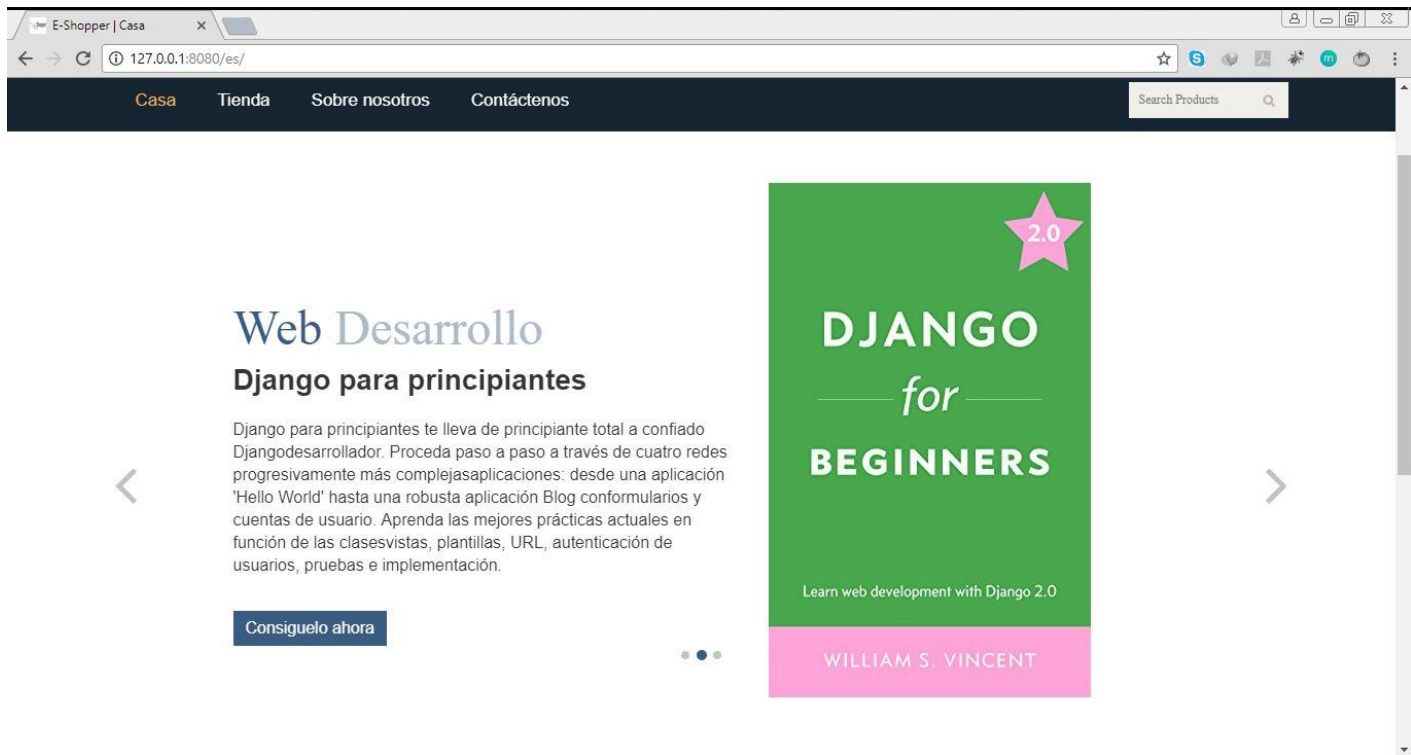 E-Shopper | Casa
127.0.0.1:8080/es/
Casa Tienda Sobre nosotros Contáctenos Search Products
Web Desarrollo
Django para principiantes
Django para principiantes te lleva de principiante total a confiado
Djangodesarrollador. Proceda paso a paso a través de cuatro redes
progresivamente más complejasaplicaciones: desde una aplicación
'Hello World' hasta una robusta aplicación Blog conformularios y
cuentas de usuario. Aprenda las mejores prácticas actuales en
función de las clasesvistas, plantillas, URL, autenticación de
usuarios, pruebas e implementación.
Consiguelo ahora
2.0
DJANGO
for
BEGINNERS
Learn web development with Django 2.0
WILLIAM S. VINCENT